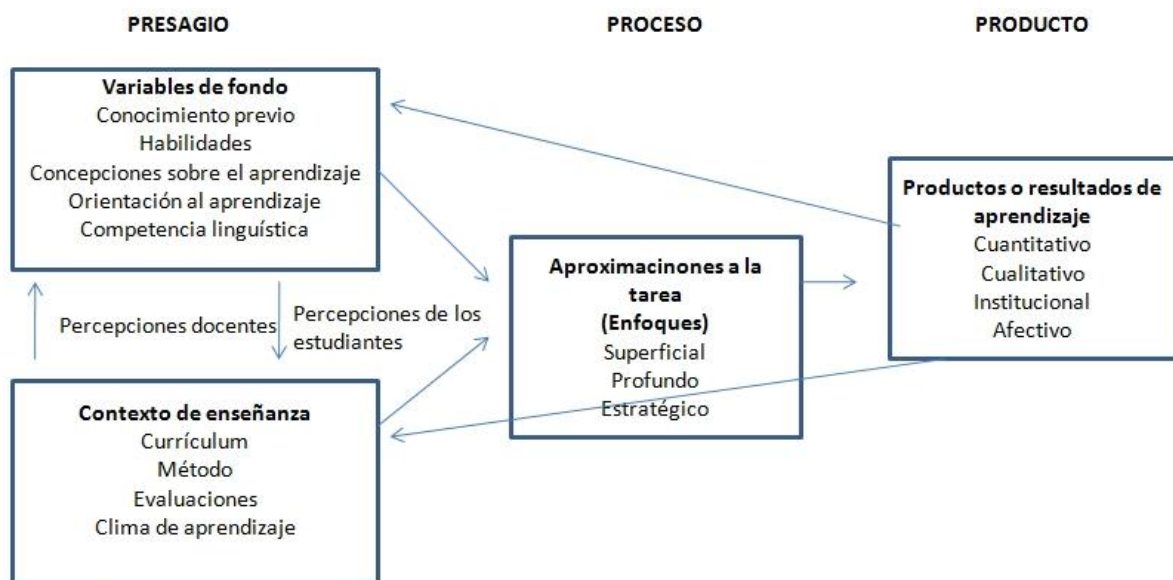 PRESAGIO
PROCESO
PRODUCTO
Variables de fondo
Conocimiento previo
Habilidades
Concepciones sobre el aprendizaje
Orientación al aprendizaje
Competencia linguística
Percepciones docentes
Percepciones de los
estudiantes
Contexto de enseñanza
Currículum
Método
Evaluaciones
Clima de aprendizaje
Aproximacinones a la
tarea
(Enfoques)
Superficial
Profundo
Estratégico
Productos o resultados de
aprendizaje
Cuantitativo
Cualitativo
Institucional
Afectivo